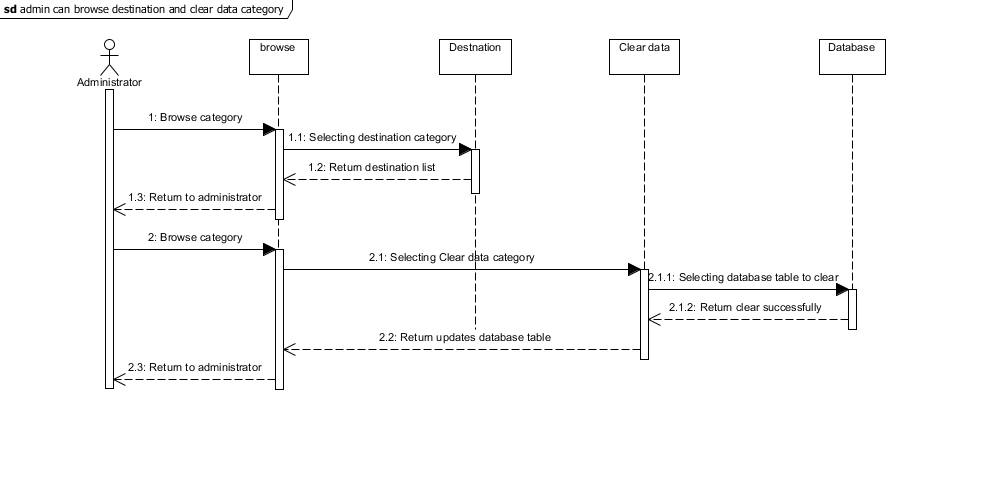 sd admin can browse destination and clear data category
browse
Destnation
Clear data
Database
Administrator
1: Browse category
1.1: Selecting destination category
1.2: Return destination list
1.3: Return to administrator
2: Browse category
2.1: Selecting Clear data category
2.1.1: Selecting database table to clear
2.1.2: Return clear successfully
2.2: Return updates database table
2.3: Return to administrator